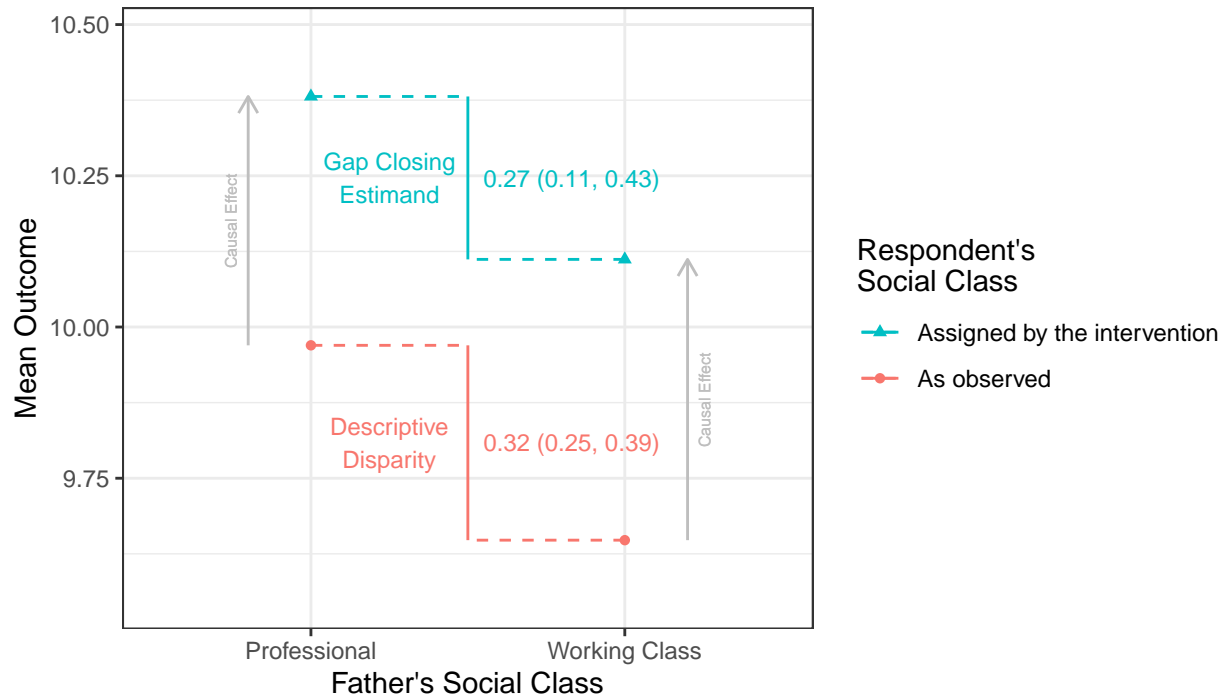 10.50
10.25
10.00
9.75
Mean Outcome
Causal Effect
Gap Closing
Estimand
0.27 (0.11, 0.43)
Descriptive
Disparity
0.32 (0.25, 0.39)
Causal Effect
Professional
Working Class
Father's Social Class
Respondent's
Social Class
Assigned by the intervention
As observed